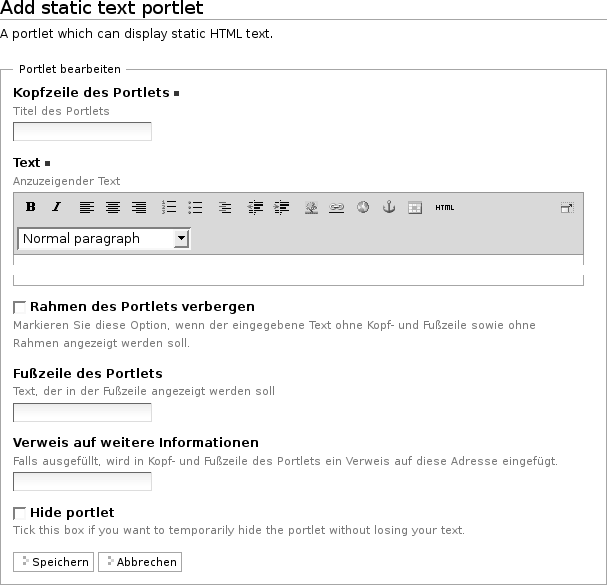 Add static text portlet
A portlet which can display static HTML text.
Portlet bearbeiten
Kopfzeile des Portlets
Titel des Portlets
Text
Anzuzeigender Text
B I HTML
Normal paragraph
Rahmen des Portlets verbergen
Markieren Sie diese Option, wenn der eingegebene Text ohne Kopf- und Fußzeile sowie ohne
Rahmen angezeigt werden soll.
Fußzeile des Portlets
Text, der in der Fußzeile angezeigt werden soll
Verweis auf weitere Informationen
Falls ausgefüllt, wird in Kopf- und Fußzeile des Portlets ein Verweis auf diese Adresse eingefügt.
Hide portlet
Tick this box if you want to temporarily hide the portlet without losing your text.
Speichern Abbrechen